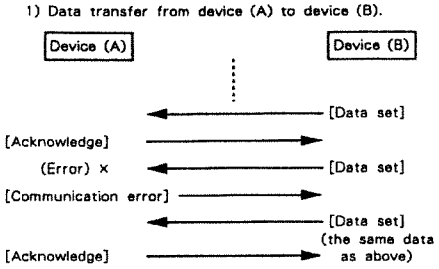 1) Data transfer from device (A) to device (B).
Device (A) Device (B)
[Data set]
[Acknowledge]
(Error) × [Data set]
[Communication error]
[Data set]
(the same data
[Acknowledge] as above)